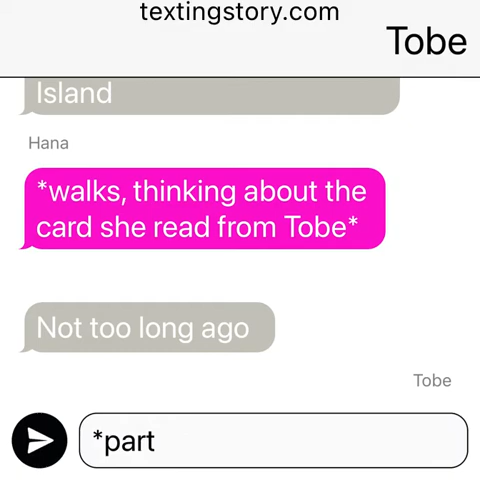 textingstory.com
Tobe
Island
Hana
*walks, thinking about the
card she read from Tobe*
Not too long ago
Tobe
*part